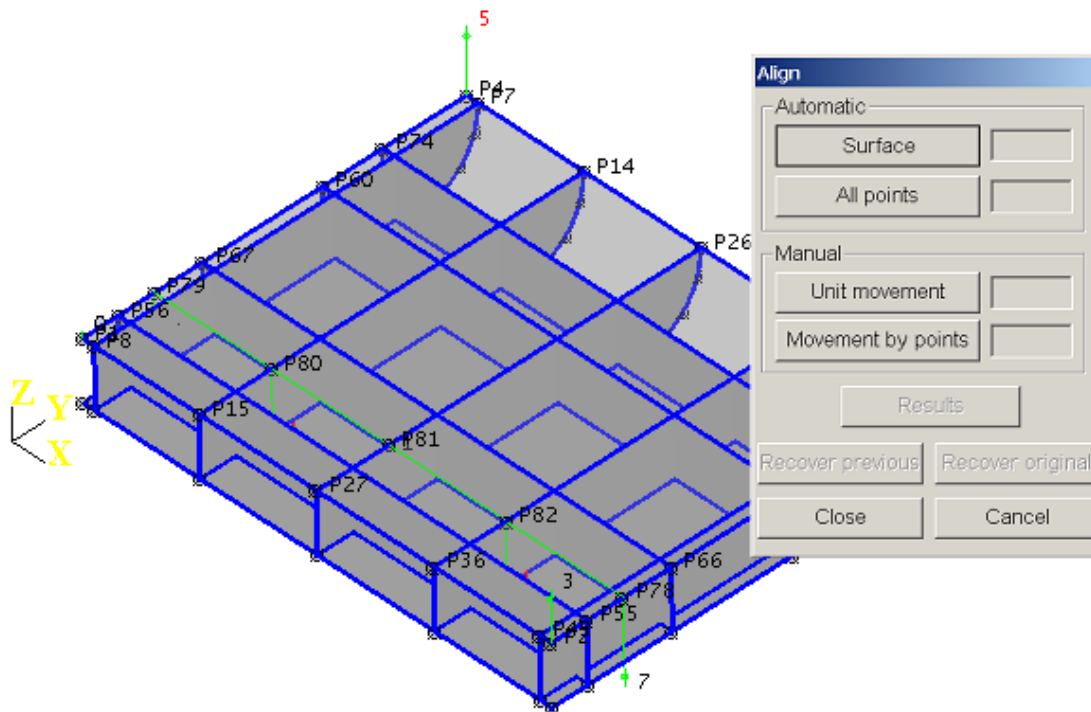 5
P4
P7
P74
P14
P60
P26
P67
P79
P56
P8
P80
P15
P81
P27
P82
P36
P66
3
P78
P55
P2
7
Z
Y
X
Align
Automatic
Surface
All points
Manual
Unit movement
Movement by points
Results
Recover previous
Recover original
Close
Cancel